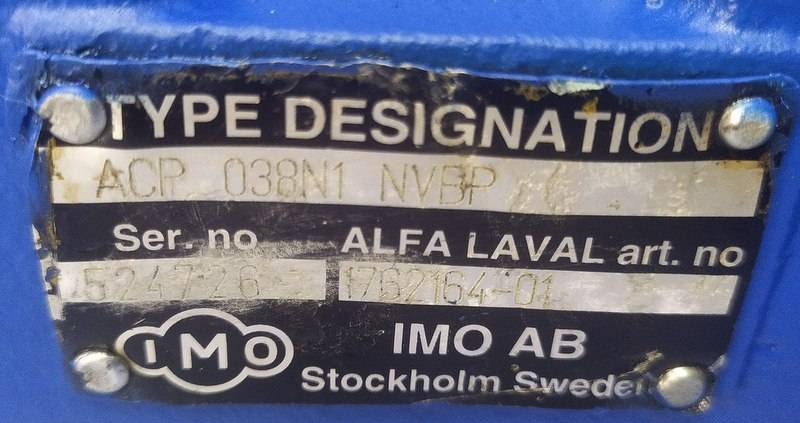 TYPE DESIGNATION
ACP 038N1 NVBP
Ser. no ALFA LAVAL art. no
524726 1762164-01
IMO IMO AB
Stockholm Sweden